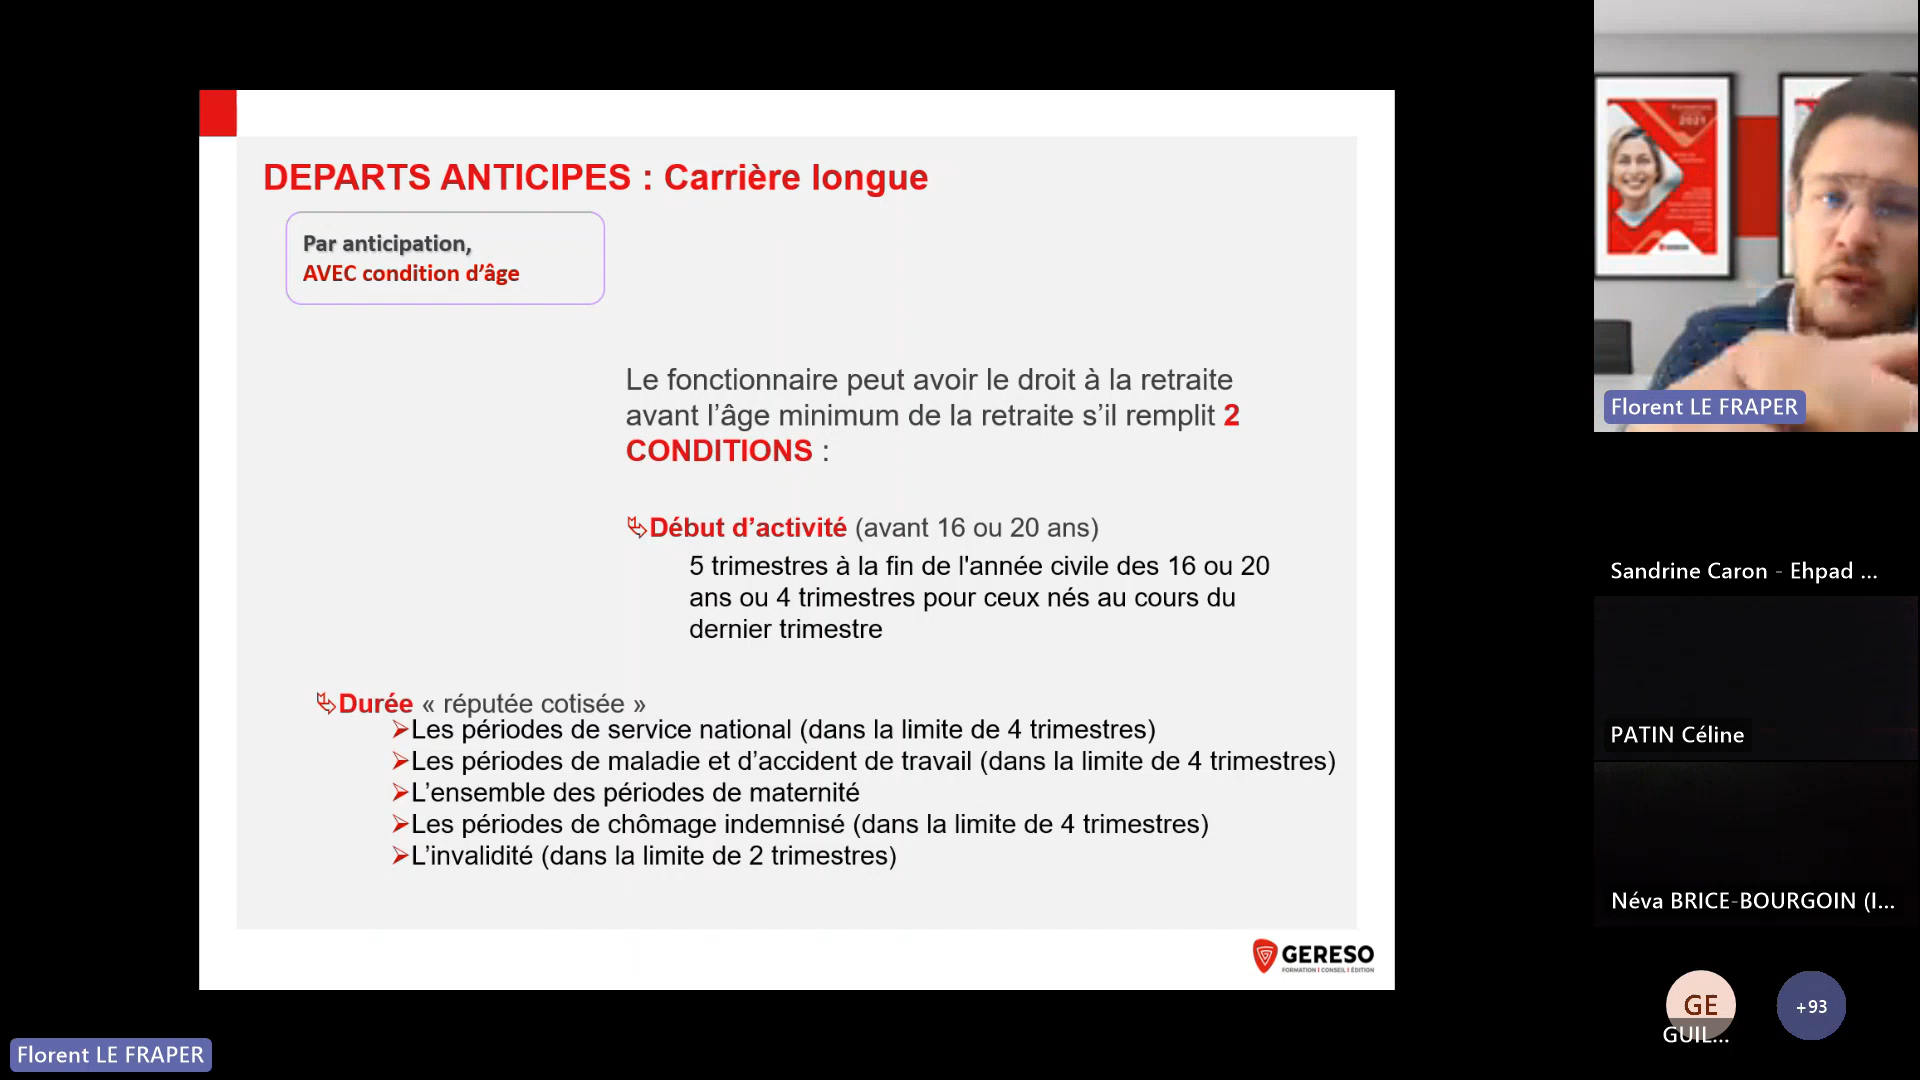 DEPARTS ANTICIPES : Carrière longue
Par anticipation,
AVEC condition d’âge
Le fonctionnaire peut avoir le droit à la retraite
avant l’âge minimum de la retraite s’il remplit 2
CONDITIONS :
Début d’activité (avant 16 ou 20 ans)
5 trimestres à la fin de l'année civile des 16 ou 20
ans ou 4 trimestres pour ceux nés au cours du
dernier trimestre
Durée « réputée cotisée »
Les périodes de service national (dans la limite de 4 trimestres)
Les périodes de maladie et d’accident de travail (dans la limite de 4 trimestres)
L’ensemble des périodes de maternité
Les périodes de chômage indemnisé (dans la limite de 4 trimestres)
L’invalidité (dans la limite de 2 trimestres)
GERESO
FORMATION I CONSEIL I ÉDITION
Florent LE FRAPER
2021
Florent LE FRAPER
Sandrine Caron - Ehpad ...
PATIN Céline
Néva BRICE-BOURGOIN (I...
GE
GUIL...
+93